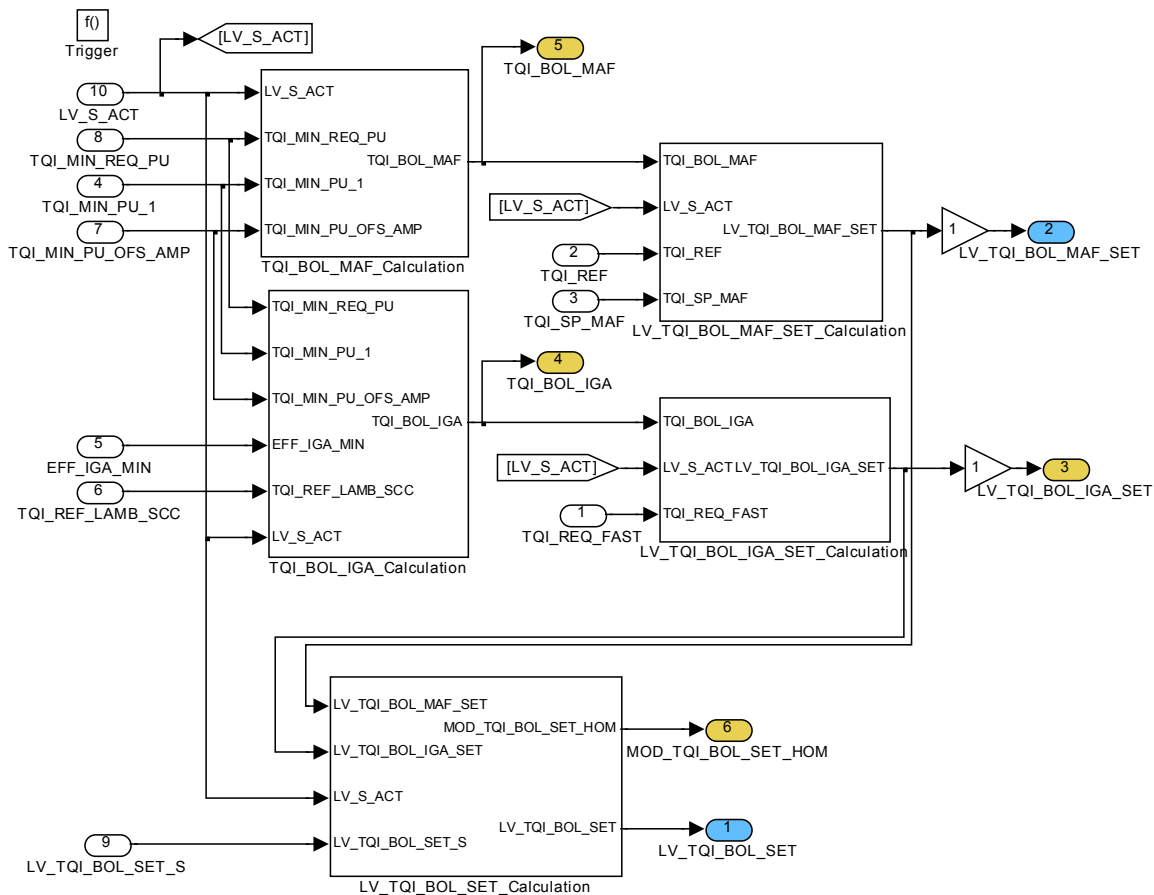 f()
Trigger
[LV_S_ACT]
5
TQI_BOL_MAF
10
LV_S_ACT
8
TQI_MIN_REQ_PU
4
TQI_MIN_PU_1
7
TQI_MIN_PU_OFS_AMP
LV_S_ACT
TQI_MIN_REQ_PU
TQI_BOL_MAF
TQI_MIN_PU_1
TQI_MIN_PU_OFS_AMP
TQI_BOL_MAF_Calculation
[LV_S_ACT]
2
TQI_REF
3
TQI_SP_MAF
TQI_BOL_MAF
LV_S_ACT
LV_TQI_BOL_MAF_SET
TQI_REF
TQI_SP_MAF
LV_TQI_BOL_MAF_SET_Calculation
1
2
LV_TQI_BOL_MAF_SET
TQI_MIN_REQ_PU
TQI_MIN_PU_1
TQI_MIN_PU_OFS_AMP
TQI_BOL_IGA
EFF_IGA_MIN
TQI_REF_LAMB_SCC
LV_S_ACT
TQI_BOL_IGA_Calculation
5
EFF_IGA_MIN
6
TQI_REF_LAMB_SCC
4
TQI_BOL_IGA
[LV_S_ACT]
1
TQI_REQ_FAST
TQI_BOL_IGA
LV_S_ACT
LV_TQI_BOL_IGA_SET
TQI_REQ_FAST
LV_TQI_BOL_IGA_SET_Calculation
1
3
LV_TQI_BOL_IGA_SET
LV_TQI_BOL_MAF_SET
MOD_TQI_BOL_SET_HOM
LV_TQI_BOL_IGA_SET
LV_S_ACT
LV_TQI_BOL_SET
LV_TQI_BOL_SET_S
LV_TQI_BOL_SET_Calculation
9
LV_TQI_BOL_SET_S
6
MOD_TQI_BOL_SET_HOM
1
LV_TQI_BOL_SET